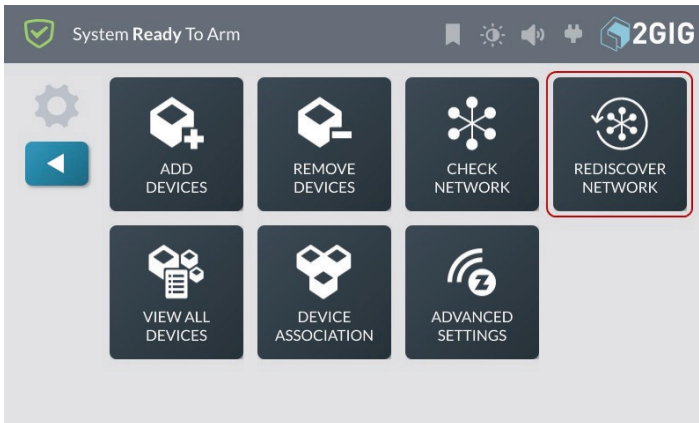 System Ready To Arm
2GIG
ADD
DEVICES
REMOVE
DEVICES
CHECK
NETWORK
REDISCOVER
NETWORK
VIEW ALL
DEVICES
DEVICE
ASSOCIATION
Z
ADVANCED
SETTINGS